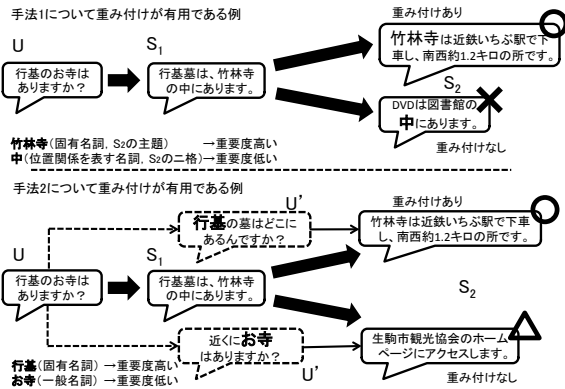 手法1について重み付けが有用である例
重み付けあり
U
S1
行基のお寺は
ありますか?
行基墓は、竹林寺
の中にあります。
竹林寺は近鉄いちぶ駅で下
車し、南西約1.2キロの所です。
S2
DVDは図書館の
中にあります。
重み付けなし
竹林寺(固有名詞, S2の主題) →重要度高い
中(位置関係を表す名詞, S2のニ格)→重要度低い
手法2について重み付けが有用である例
重み付けあり
U'
行基の墓はどこに
あるんですか?
竹林寺は近鉄いちぶ駅で下車
し、南西約1.2キロの所です。
U
S1
行基のお寺は
ありますか?
行基墓は、竹林寺
の中にあります。
S2
近くにお寺
はありますか?
U'
生駒市観光協会のホーム
ページにアクセスします。
重み付けなし
行基(固有名詞) →重要度高い
お寺(一般名詞) →重要度低い